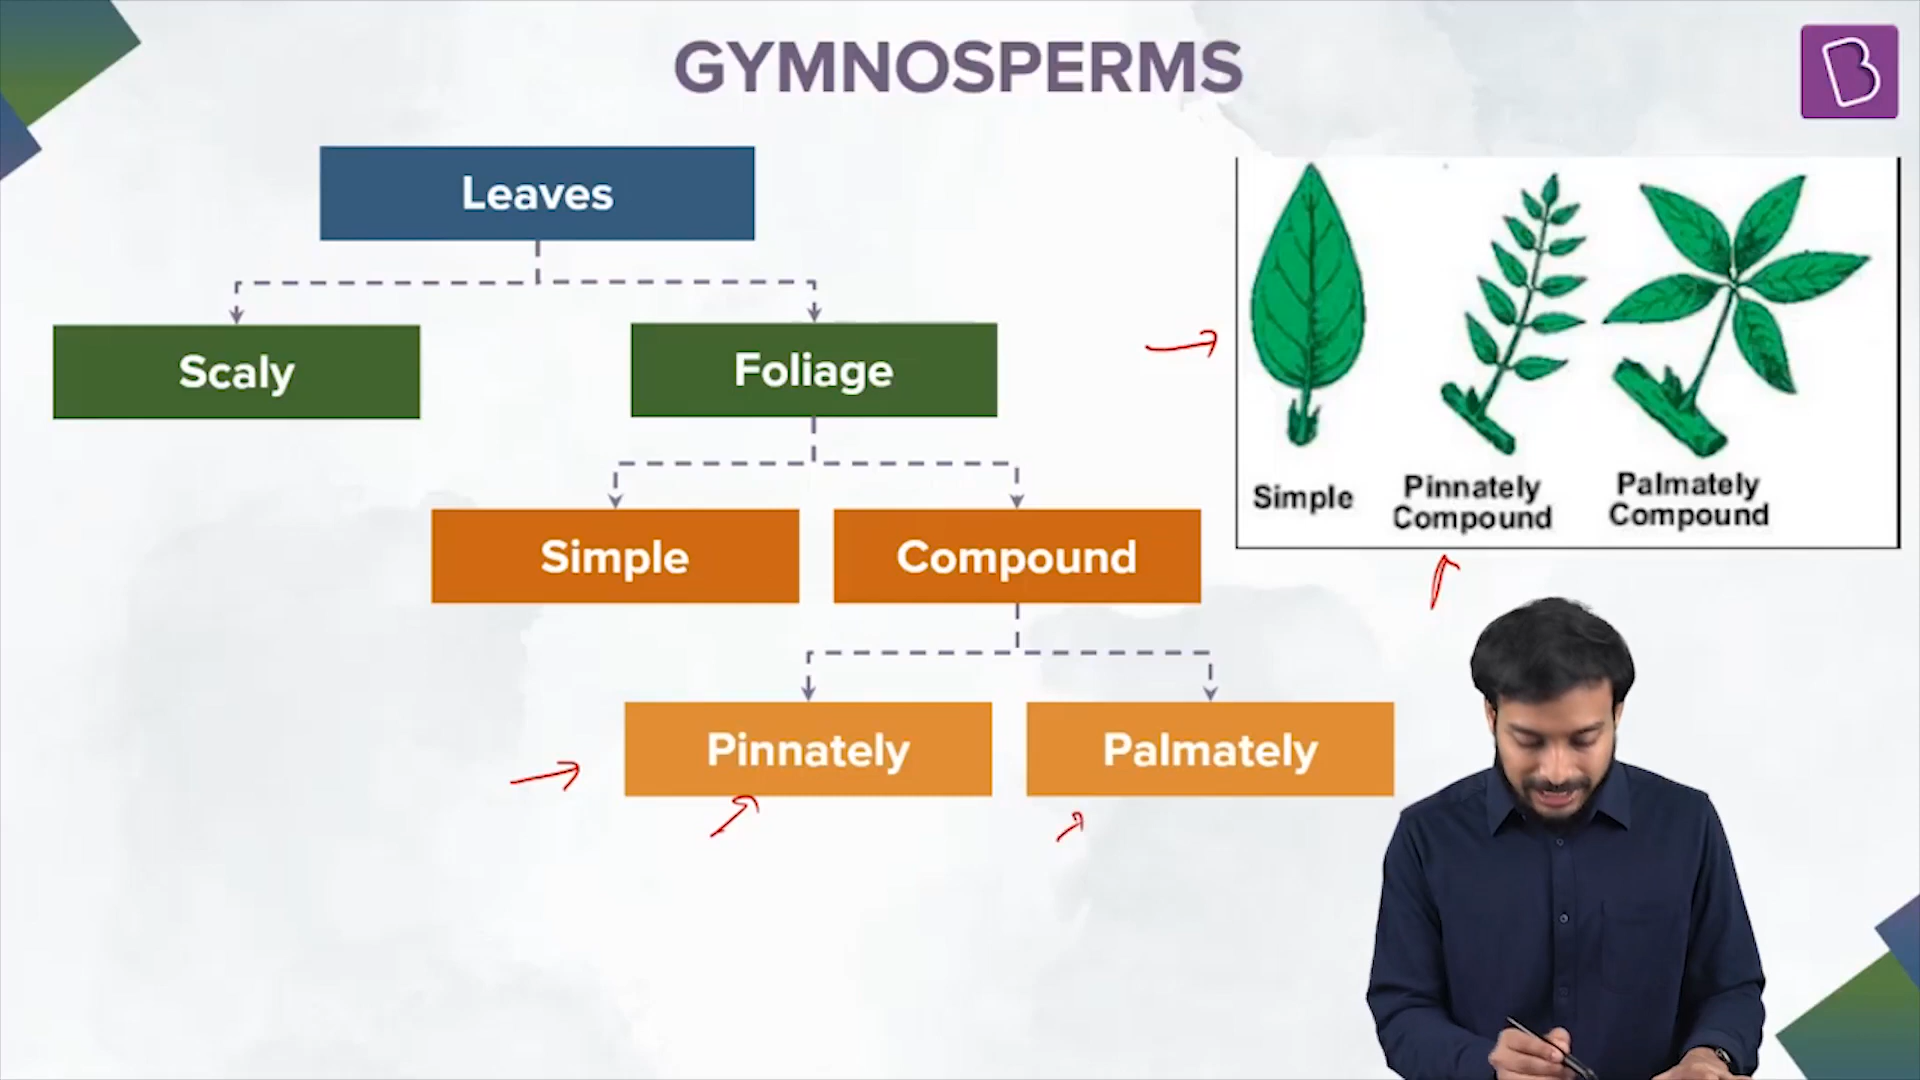 GYMNOSPERMS
B
Leaves
Scaly
Foliage
Simple
Compound
Pinnately
Palmately
Simple
Pinnately
Compound
Palmately
Compound